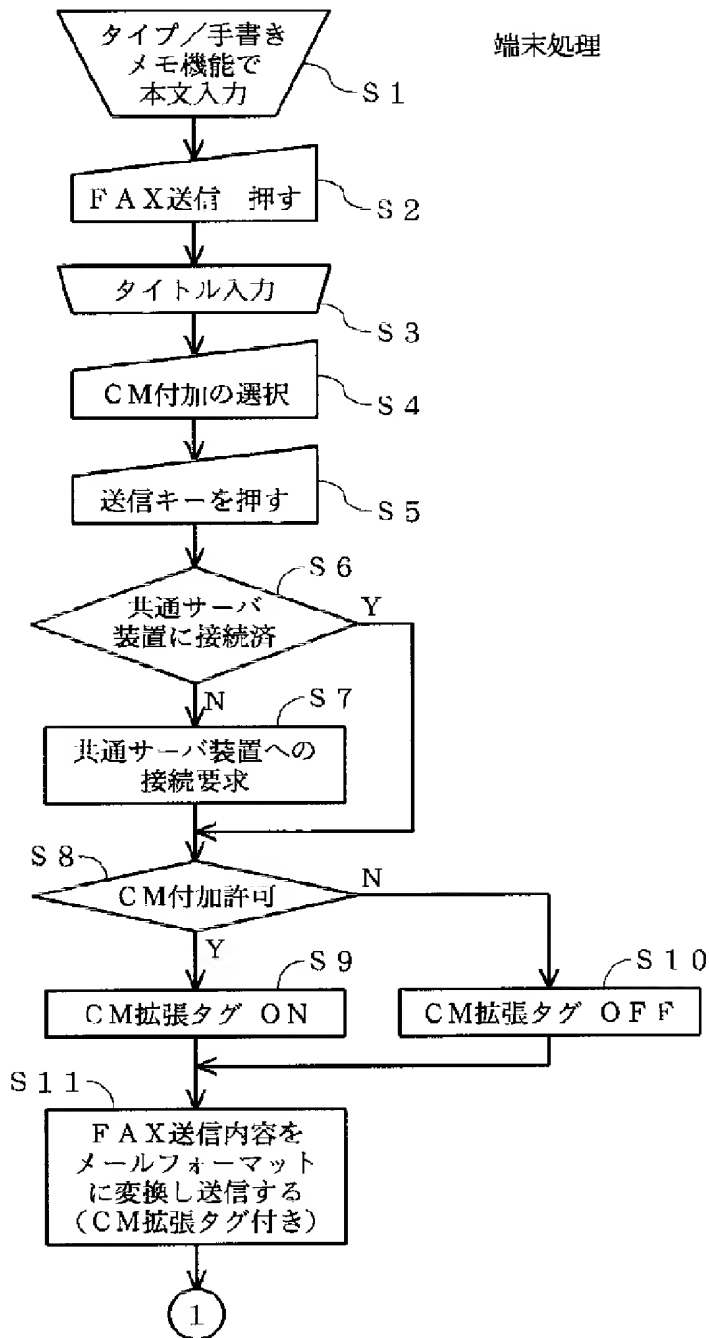 タイプ/手書き
メモ機能で
本文入力
端末処理
S1
FAX送信 押す
S2
タイトル入力
S3
CM付加の選択
S4
送信キーを押す
S5
S6
共通サーバ
装置に接続済
Y
N
S7
共通サーバ装置への
接続要求
S8
CM付加許可
N
Y
S9
CM拡張タグ ON
S10
CM拡張タグ OFF
S11
FAX送信内容を
メールフォーマット
に変換し送信する
(CM拡張タグ付き)
1